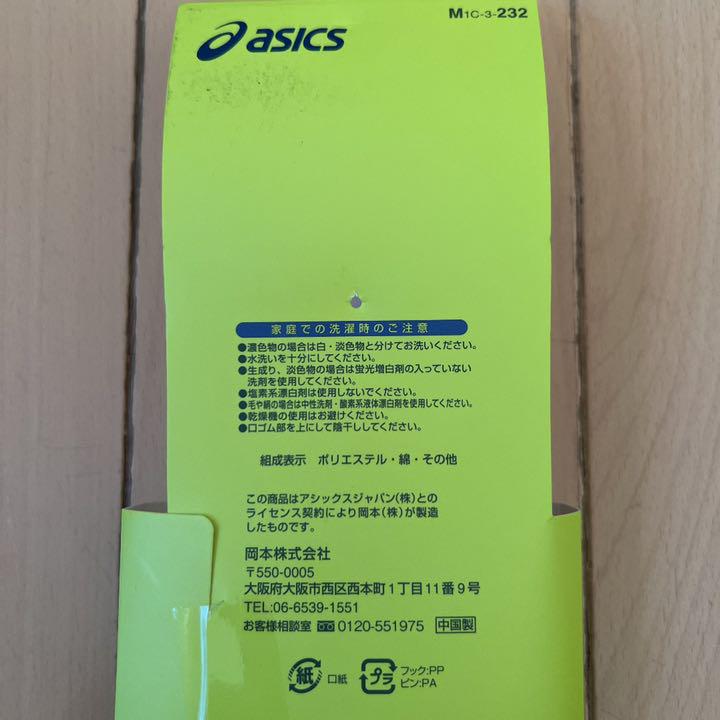 asics
M1C-3-232
家庭での洗濯時のご注意
●濃色物の場合は白・淡色物と分けてお洗いください。
●水洗いを十分にしてください。
●生成り、淡色物の場合は蛍光増白剤の入っていない
洗剤を使用してください。
●塩素系漂白剤は使用しないでください。
●毛や絹の場合は中性洗剤・酸素系液体漂白剤を使用してください。
●乾燥機の使用はお避けください。
●口ゴム部を上にして陰干ししてください。
組成表示 ポリエステル・綿・その他
この商品はアシックスジャパン(株)との
ライセンス契約により岡本(株)が製造
したものです。
岡本株式会社
〒550-0005
大阪府大阪市西区西本町1丁目11番9号
TEL:06-6539-1551
お客様相談室 0120-551975 中国製
紙 口紙 プラ フック:PP
ピン:PA